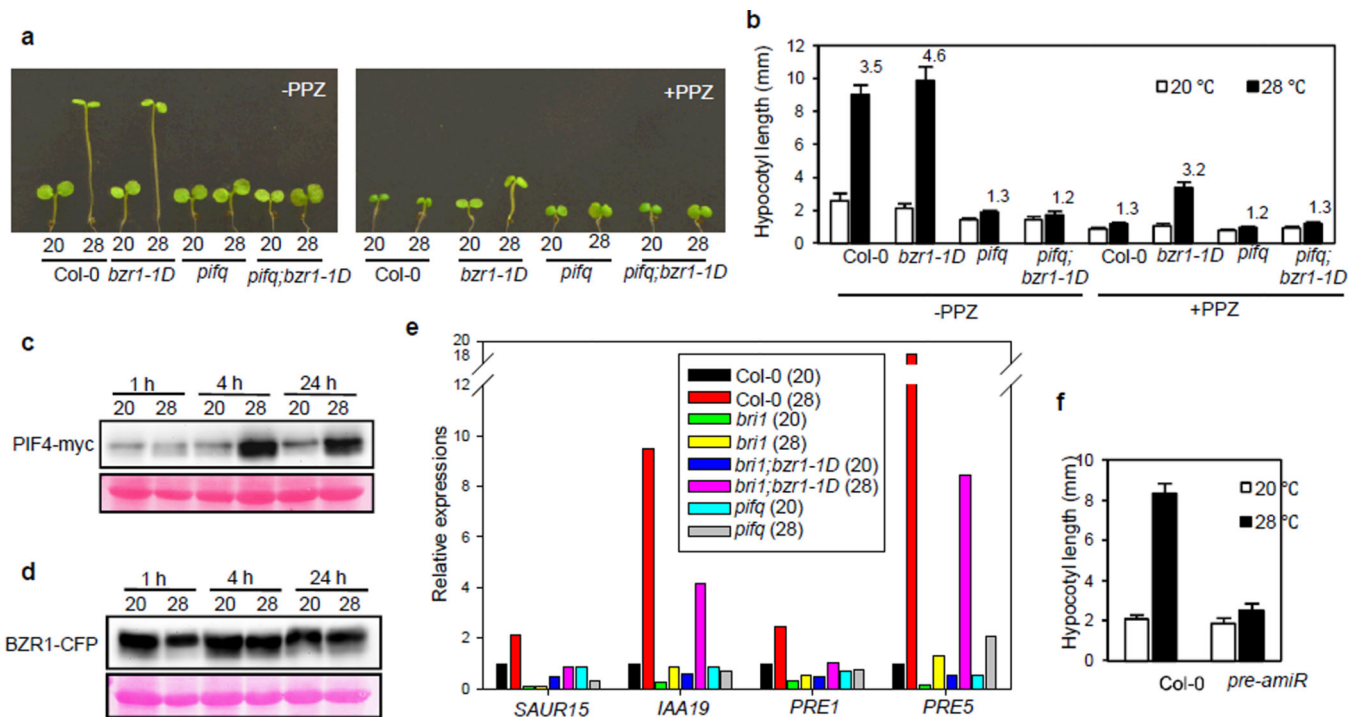 a
-PPZ
+PPZ
20 28 20 28 20 28 20 28
Col-0 bzr1-1D pifq pifq;bzr1-1D
20 28 20 28 20 28 20 28
Col-0 bzr1-1D pifq pifq;bzr1-1D
b
Hypocotyl length (mm)
12
10
8
6
4
2
0
3.5 4.6 1.3 1.2 1.3 3.2 1.2 1.3
20 °C 28 °C
Col-0 bzr1-1D pifq pifq; bzr1-1D Col-0 bzr1-1D pifq pifq; bzr1-1D
-PPZ +PPZ
c
1 h 4 h 24 h
20 28 20 28 20 28
PIF4-myc
d
1 h 4 h 24 h
20 28 20 28 20 28
BZR1-CFP
e
Relative expressions
20
18
12
10
8
6
4
2
0
Col-0 (20)
Col-0 (28)
bri1 (20)
bri1 (28)
bri1;bzr1-1D (20)
bri1;bzr1-1D (28)
pifq (20)
pifq (28)
SAUR15 IAA19 PRE1 PRE5
f
Hypocotyl length (mm)
10
8
6
4
2
0
20 °C
28 °C
Col-0 pre-amiR